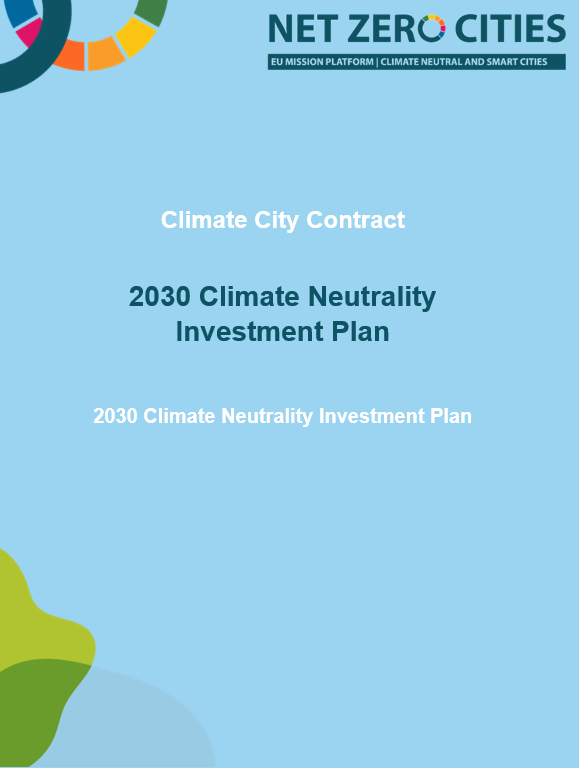 NET ZERO CITIES
EU MISSION PLATFORM | CLIMATE NEUTRAL AND SMART CITIES
Climate City Contract
2030 Climate Neutrality
Investment Plan
2030 Climate Neutrality Investment Plan